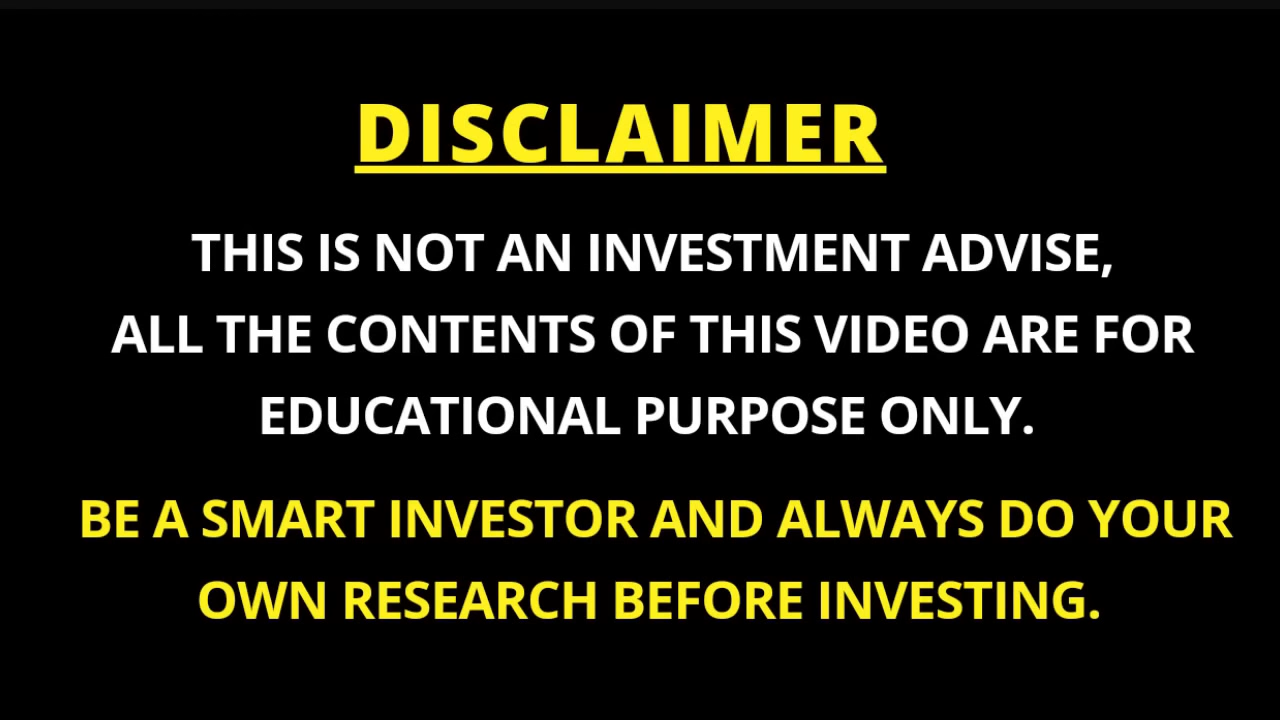 DISCLAIMER
THIS IS NOT AN INVESTMENT ADVISE,
ALL THE CONTENTS OF THIS VIDEO ARE FOR
EDUCATIONAL PURPOSE ONLY.
BE A SMART INVESTOR AND ALWAYS DO YOUR
OWN RESEARCH BEFORE INVESTING.